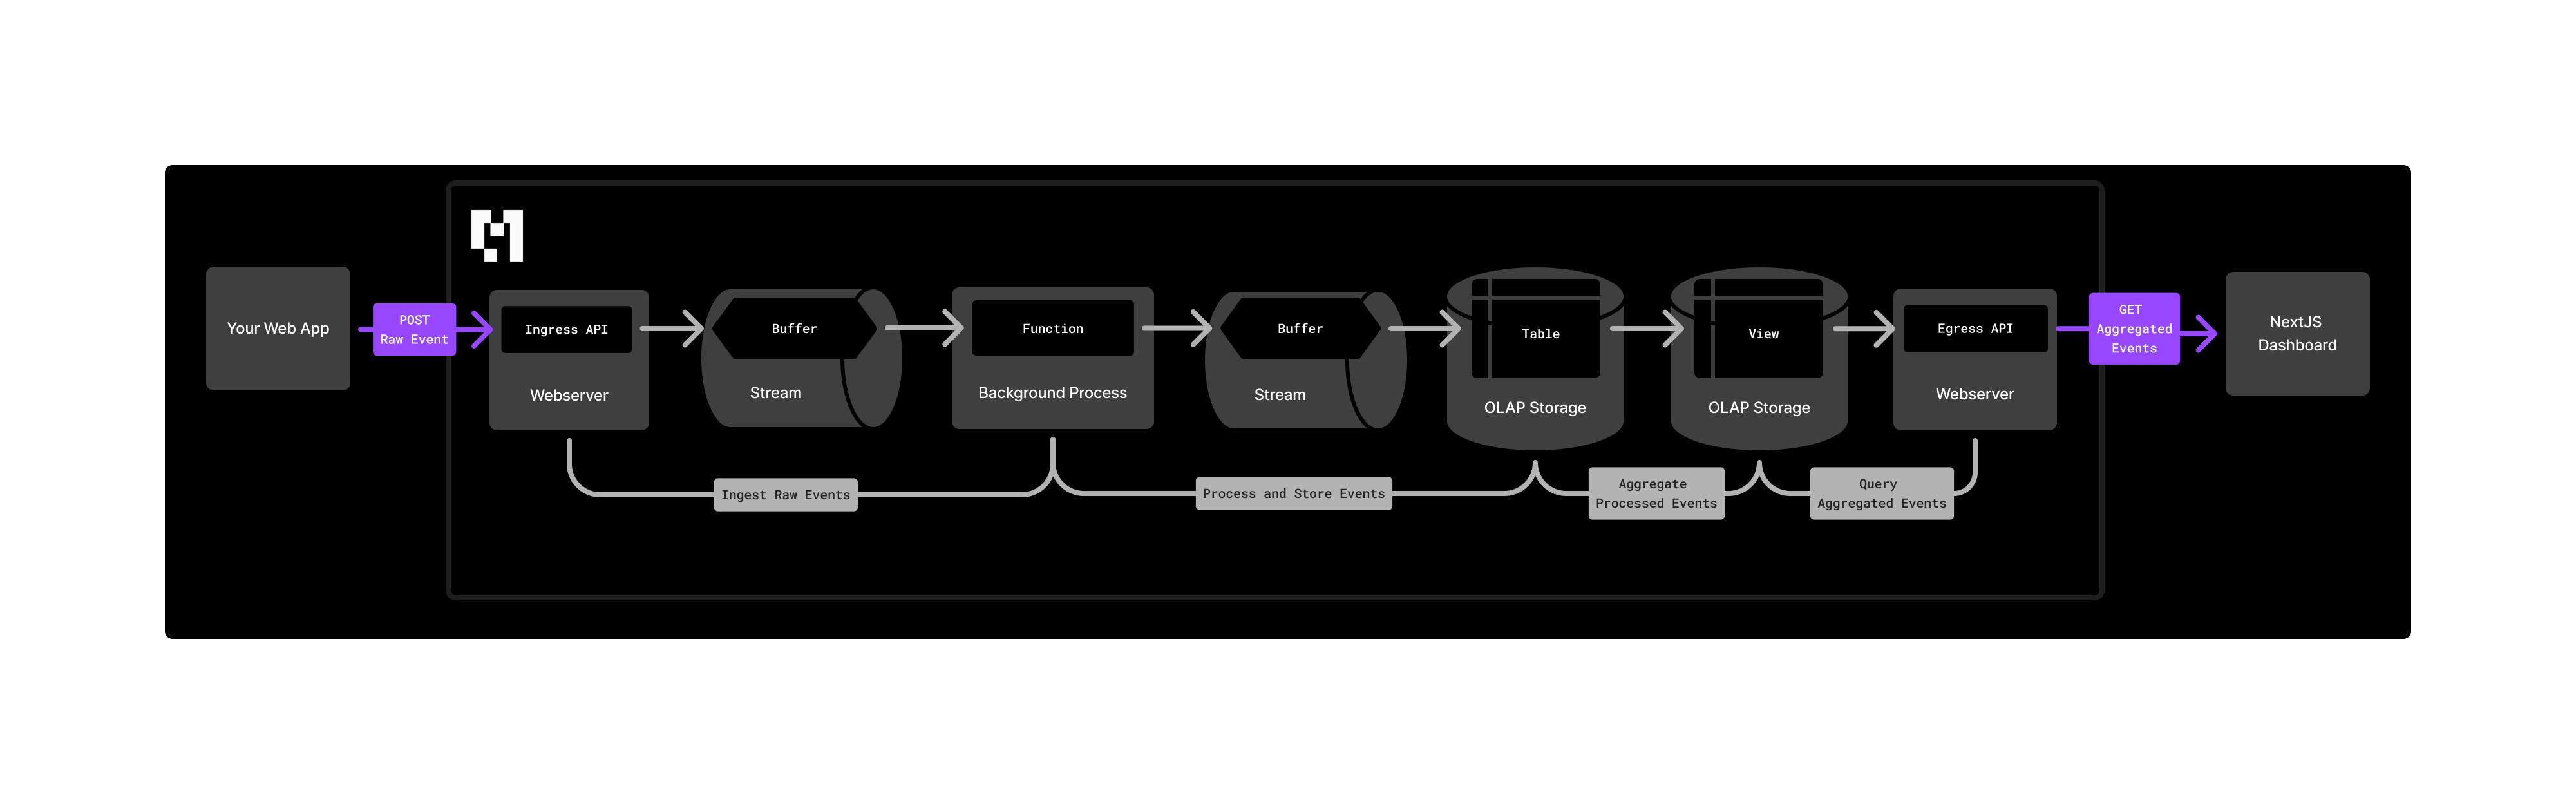 Your Web App
POST
Raw Event
Ingress API
Webserver
Buffer
Stream
Function
Background Process
Buffer
Stream
Table
OLAP Storage
View
OLAP Storage
Egress API
Webserver
GET
Aggregated
Events
NextJS
Dashboard
Ingest Raw Events
Process and Store Events
Aggregate
Processed Events
Query
Aggregated Events